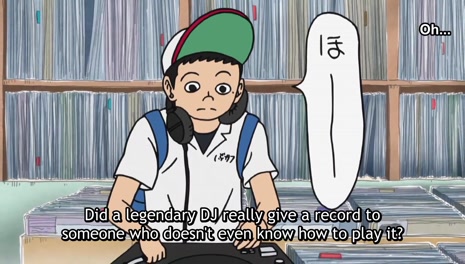 Oh...
ほー
Did a legendary DJ really give a record to
someone who doesn't even know how to play it?